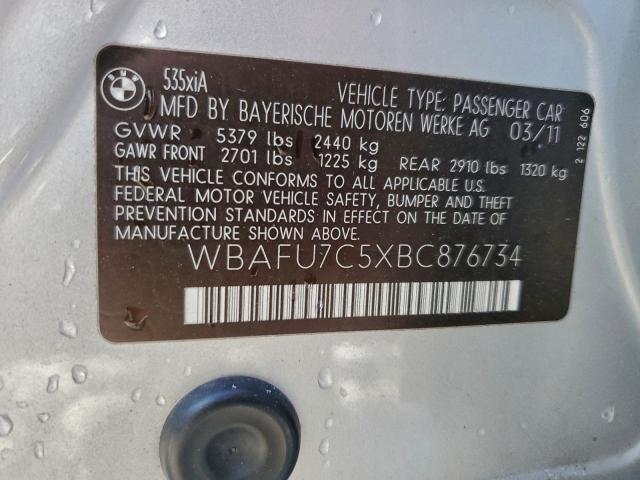 BMW
535xiA
VEHICLE TYPE: PASSENGER CAR
MFD BY BAYERISCHE MOTOREN WERKE AG 03/11
GVWR 5379 lbs 2440 kg
GAWR FRONT 2701 lbs 1225 kg REAR 2910 lbs 1320 kg
THIS VEHICLE CONFORMS TO ALL APPLICABLE U.S.
FEDERAL MOTOR VEHICLE SAFETY, BUMPER AND THEFT
PREVENTION STANDARDS IN EFFECT ON THE DATE OF
MANUFACTURE SHOWN ABOVE.
WBAFU7C5XBC876734
2 122 606